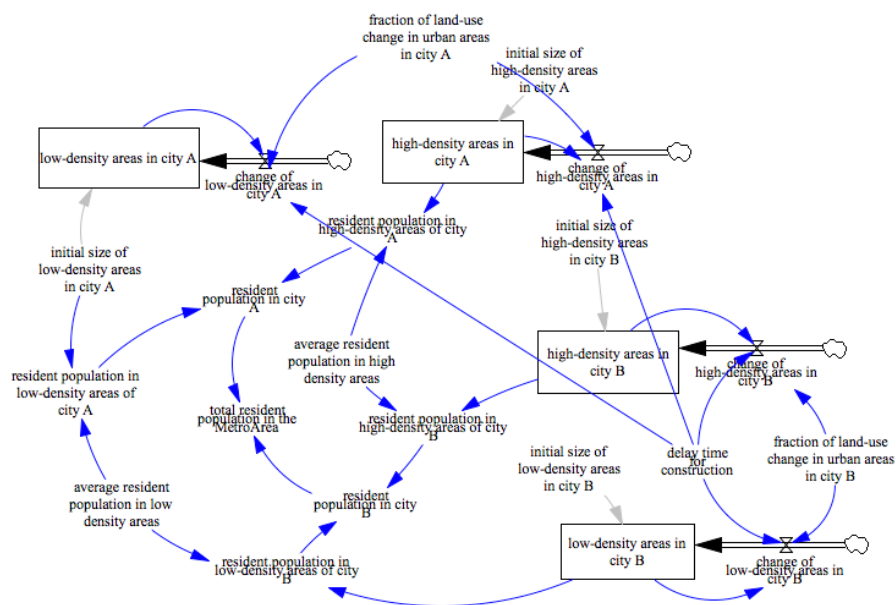 fraction of land-use
change in urban areas
in city A
initial size of
high-density areas
in city A
low-density areas in city A
high-density areas in
city A
change of
low-density areas in
city A
change of
high-density areas in
city A
resident population in
high-density areas of city
A
initial size of
high-density areas
in city B
initial size of
low-density areas
in city A
resident
population in city
A
average resident
population in high
density areas
high-density areas in
city B
change of
high-density areas in
city B
resident population in
low-density areas of
city A
total resident
population in the
MetroArea
resident population in
high-density areas of city
B
initial size of
low-density areas
in city B
delay time
for
construction
fraction of land-use
change in urban areas
in city B
average resident
population in low
density areas
resident
population in city
B
low-density areas in
city B
resident population in
low-density areas of city
B
change of
low-density areas in
city B